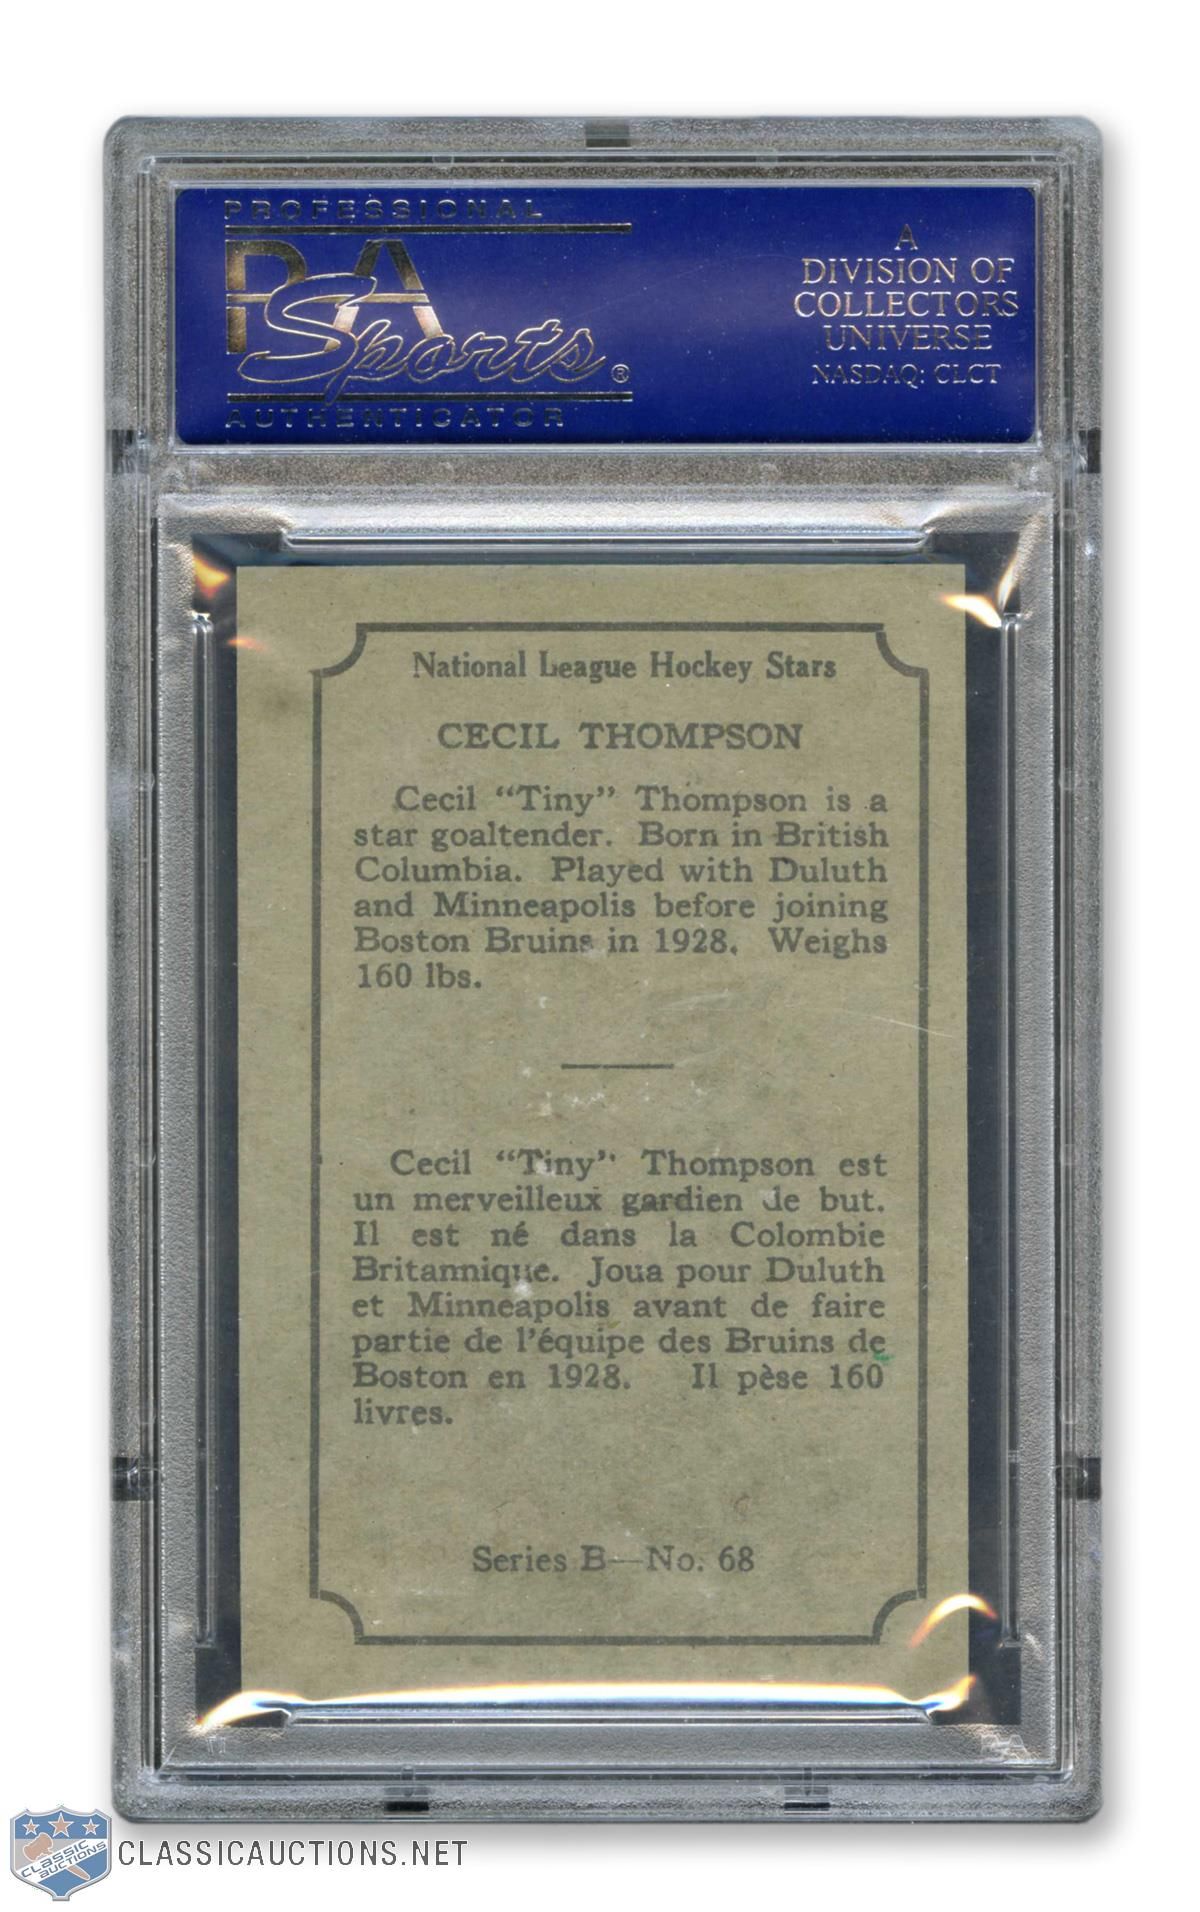 PROFESSIONAL
PSA
Sports®
AUTHENTICATOR
A
DIVISION OF
COLLECTORS
UNIVERSE
NASDAQ: CLCT
National League Hockey Stars
CECIL THOMPSON
Cecil “Tiny” Thompson is a
star goaltender. Born in British
Columbia. Played with Duluth
and Minneapolis before joining
Boston Bruins in 1928. Weighs
160 lbs.
Cecil “Tiny” Thompson est
un merveilleux gardien de but.
Il est né dans la Colombie
Britannique. Joua pour Duluth
et Minneapolis avant de faire
partie de l'équipe des Bruins de
Boston en 1928. Il pèse 160
livres.
Series B—No. 68
CLASSIC
AUCTIONS
CLASSICAUCTIONS.NET